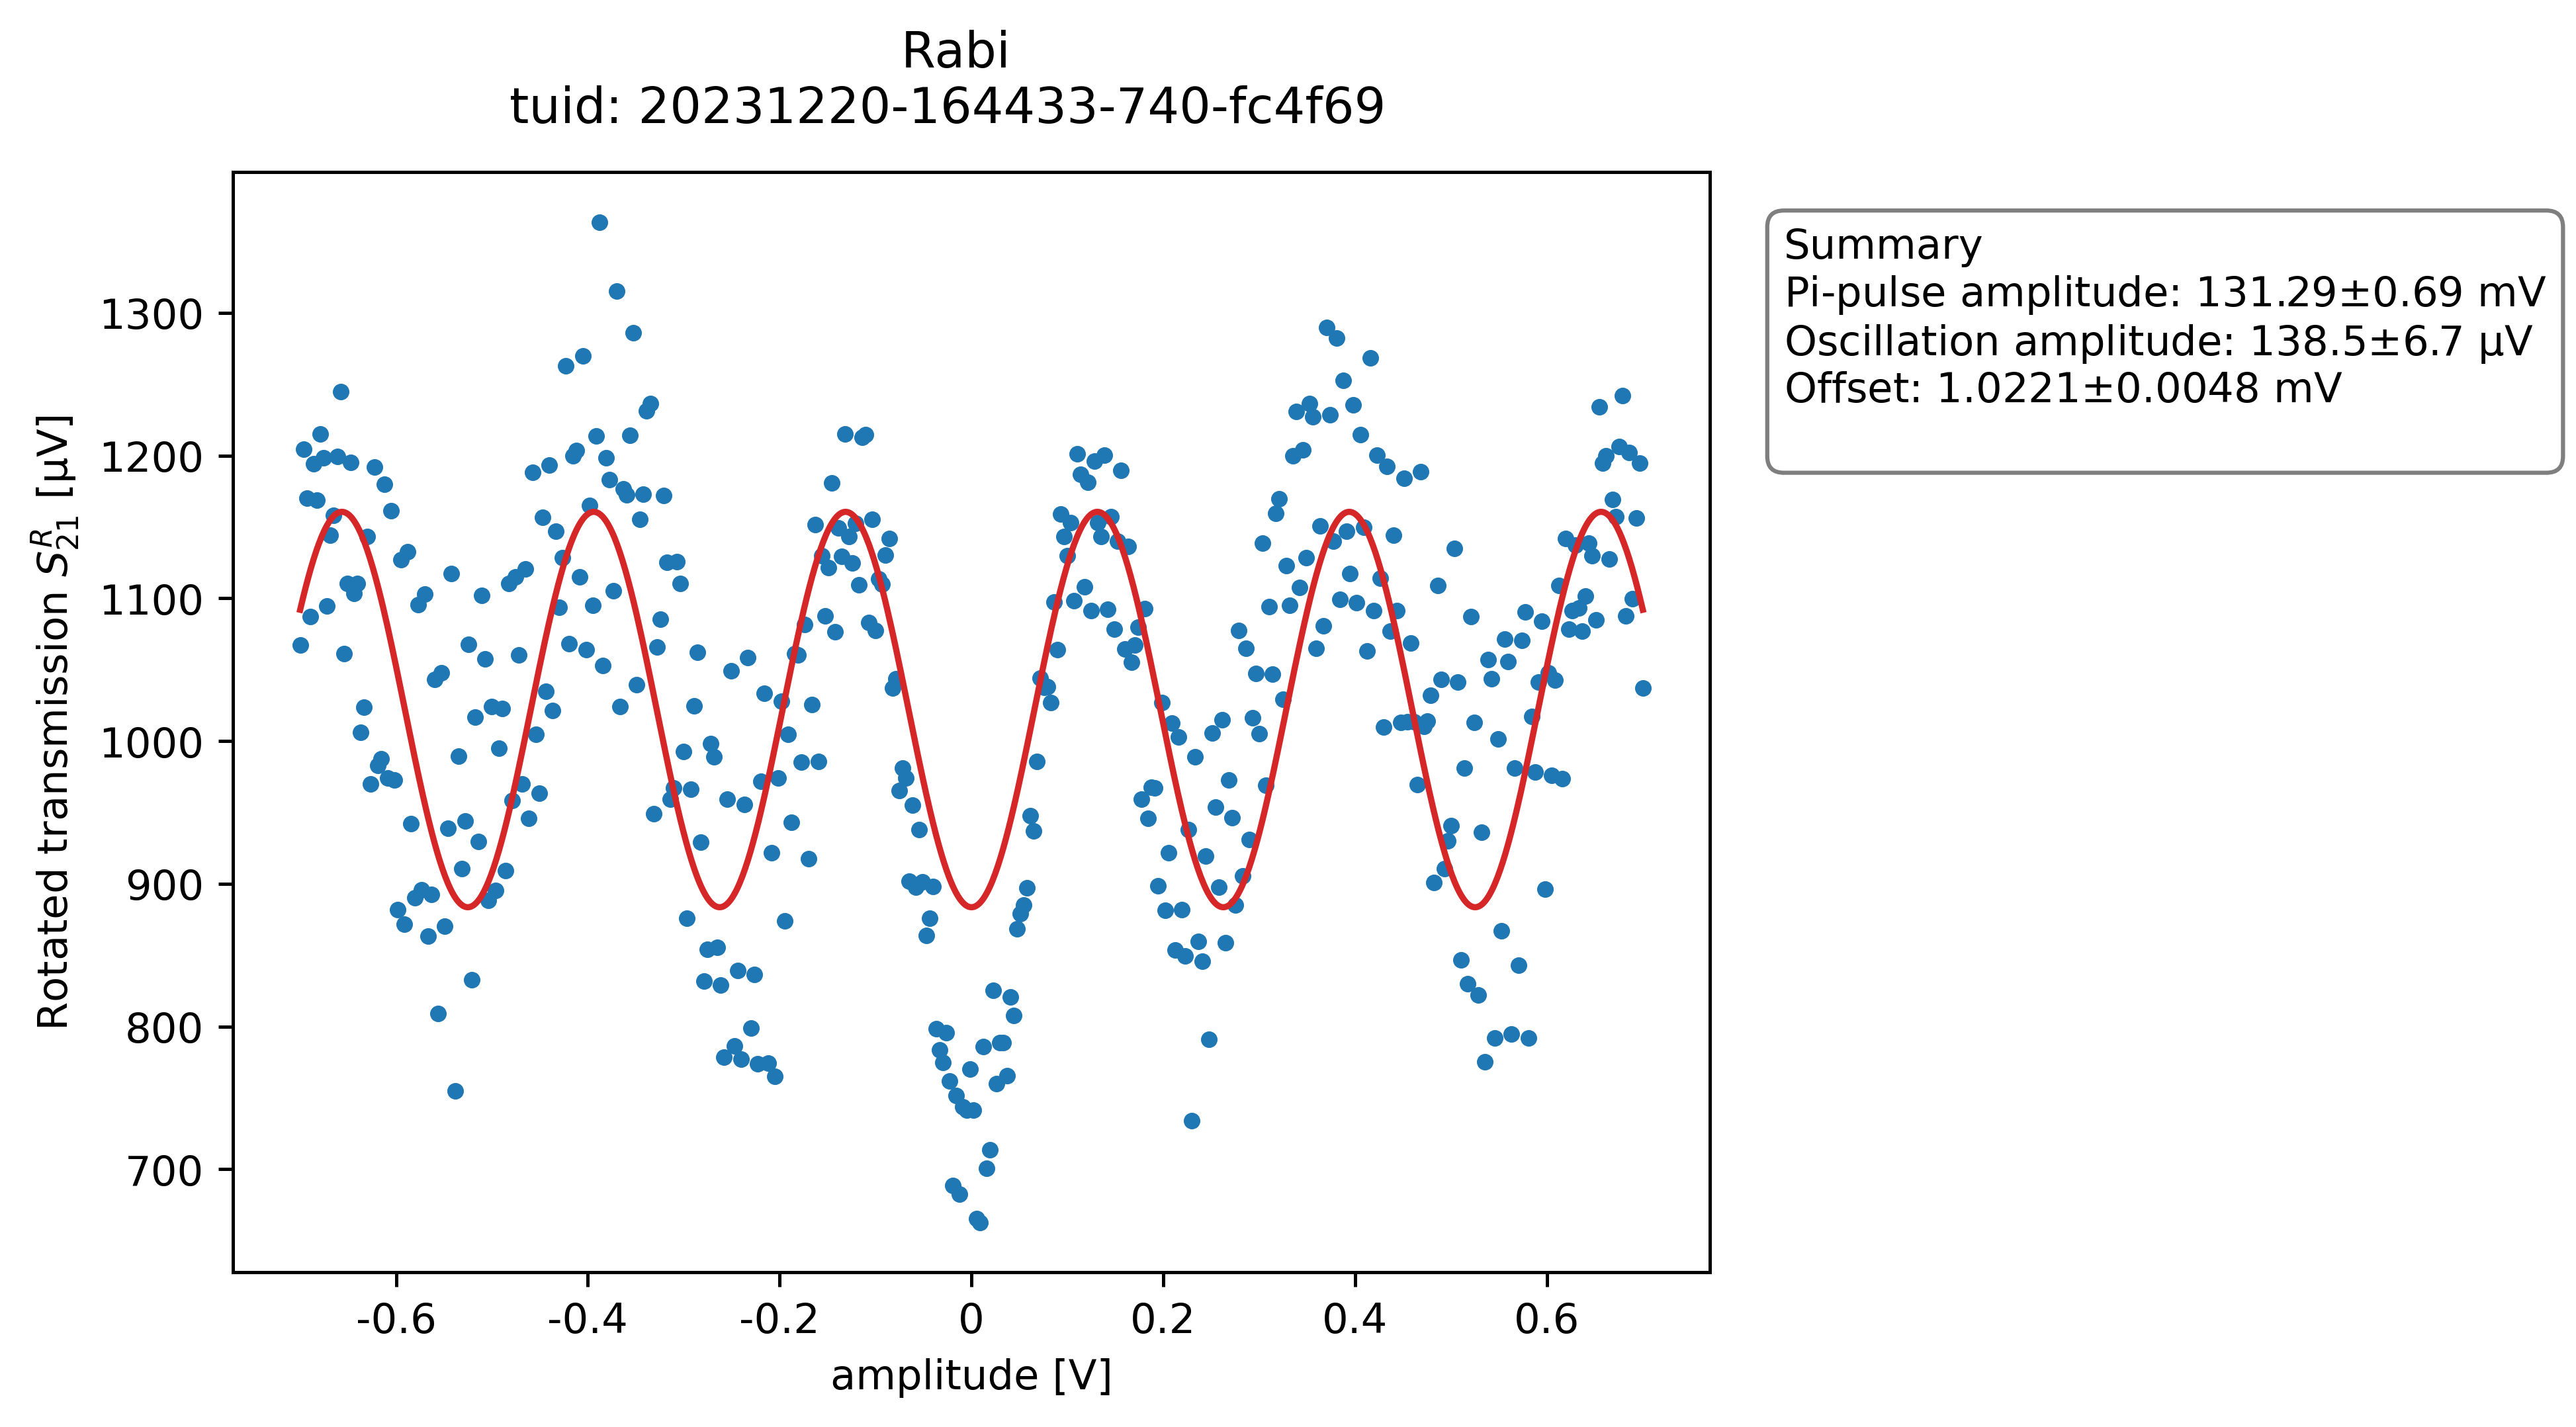 Rabi
tuid: 20231220-164433-740-fc4f69
Rotated transmission $S_{21}^{R}$ [µV]
1300
1200
1100
1000
900
800
700
-0.6
-0.4
-0.2
0
0.2
0.4
0.6
amplitude [V]
Summary
Pi-pulse amplitude: 131.29±0.69 mV
Oscillation amplitude: 138.5±6.7 µV
Offset: 1.0221±0.0048 mV